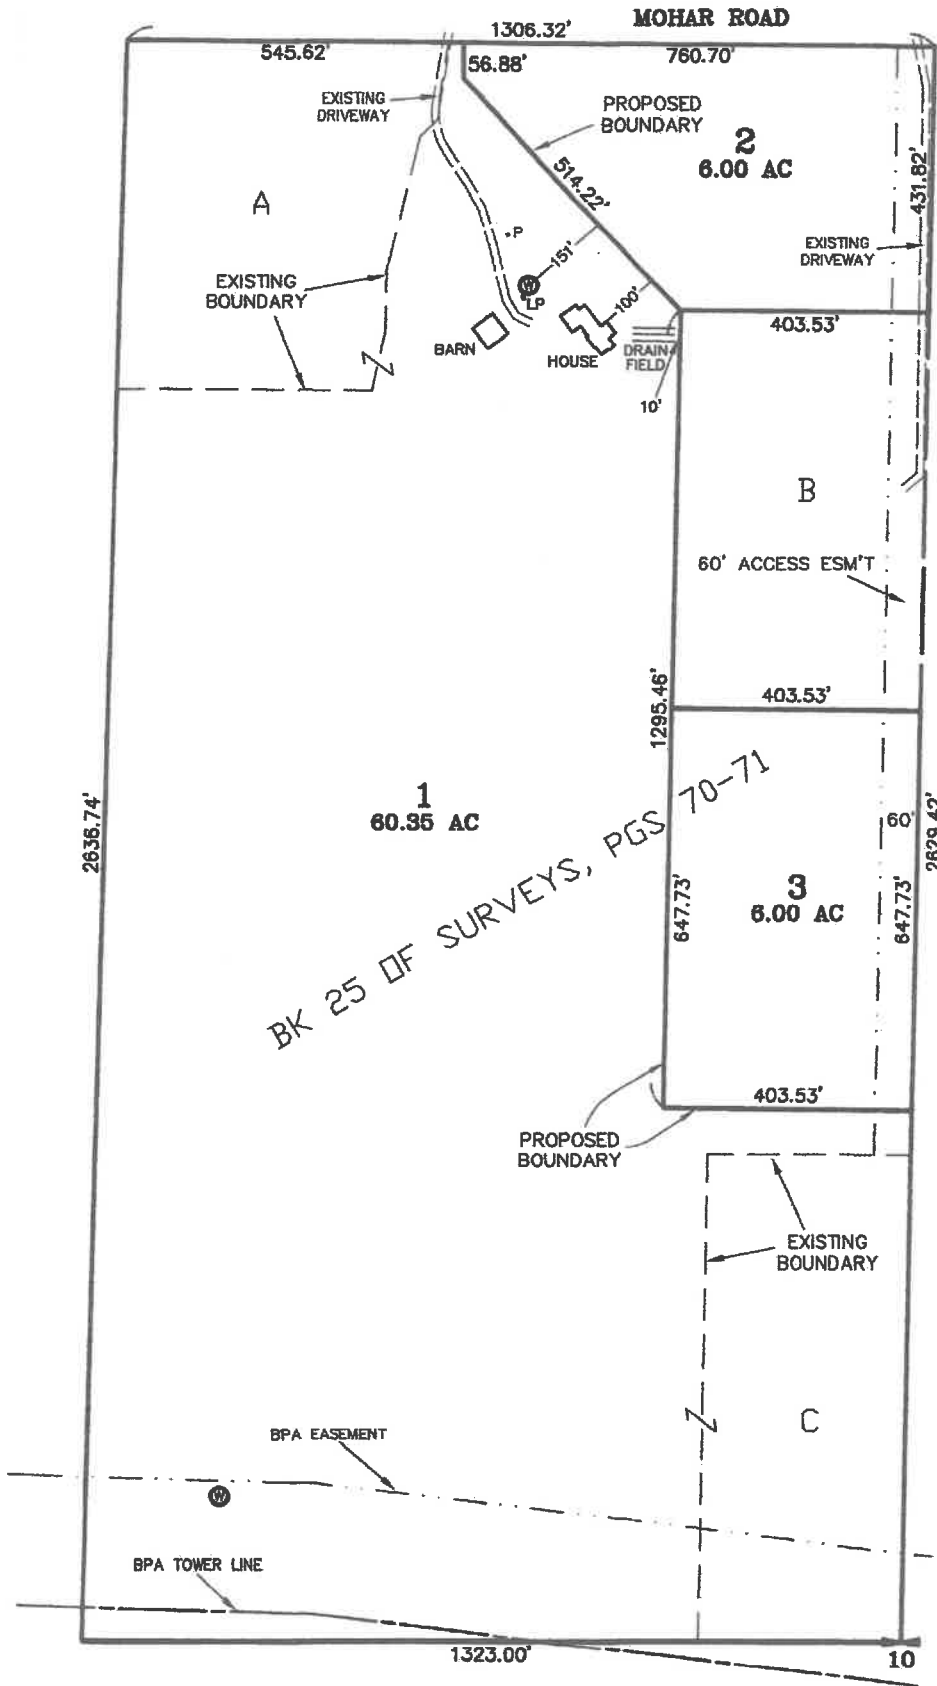 MOHAR ROAD
1306.32'
545.62'
760.70'
56.88'
EXISTING
DRIVEWAY
PROPOSED
BOUNDARY
2
6.00 AC
514.22'
431.82'
A
P
EXISTING
DRIVEWAY
151'
EXISTING
BOUNDARY
W
LP
100'
403.53'
BARN
HOUSE
DRAIN
FIELD
10'
B
60' ACCESS ESM'T
1295.46'
403.53'
1
60.35 AC
2636.74'
BK 25 OF SURVEYS, PGS 70-71
60'
2629.42'
3
6.00 AC
647.73'
647.73'
403.53'
PROPOSED
BOUNDARY
EXISTING
BOUNDARY
C
BPA EASEMENT
W
BPA TOWER LINE
1323.00'
10